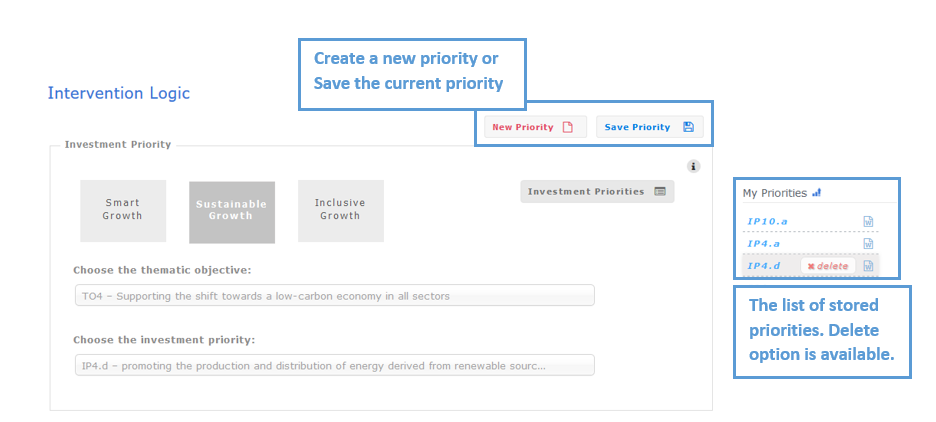 Create a new priority or
Save the current priority
Intervention Logic
New Priority
Save Priority
Investment Priority
Smart
Growth
Sustainable
Growth
Inclusive
Growth
Investment Priorities
My Priorities
IP10.a
IP4.a
IP4.d
delete
Choose the thematic objective:
TO4 – Supporting the shift towards a low-carbon economy in all sectors
The list of stored
priorities. Delete
option is available.
Choose the investment priority:
IP4.d – promoting the production and distribution of energy derived from renewable sourc...